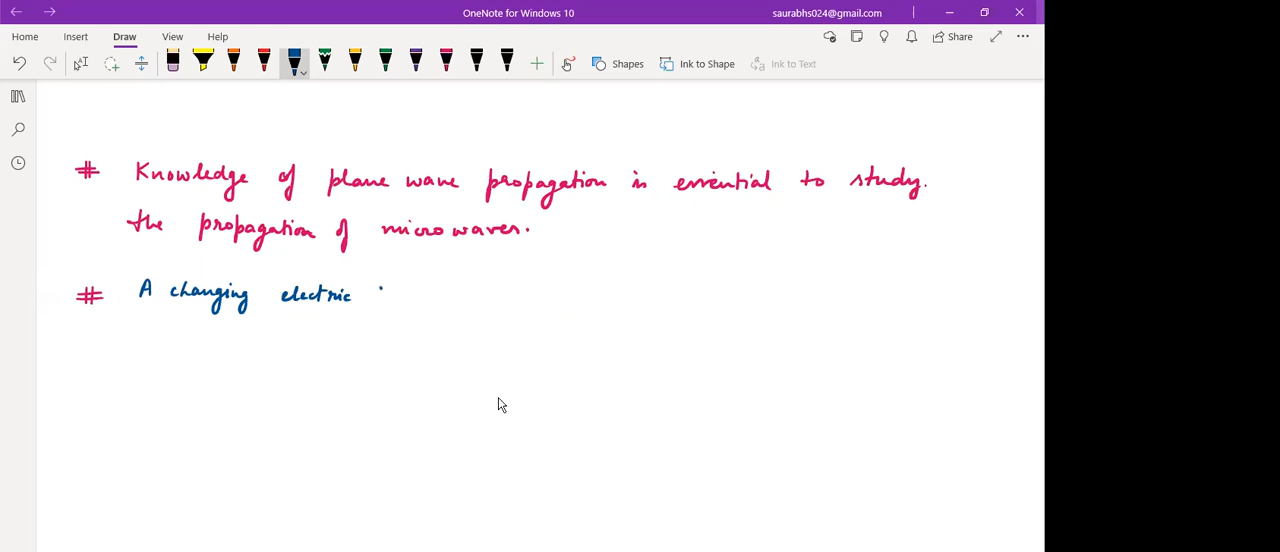 OneNote for Windows 10
saurabhs024@gmail.com
Home Insert Draw View Help
Share
Shapes Ink to Shape Ink to Text
# Knowledge of plane wave propagation is essential to study.
the propagation of microwaves.
# A changing electric